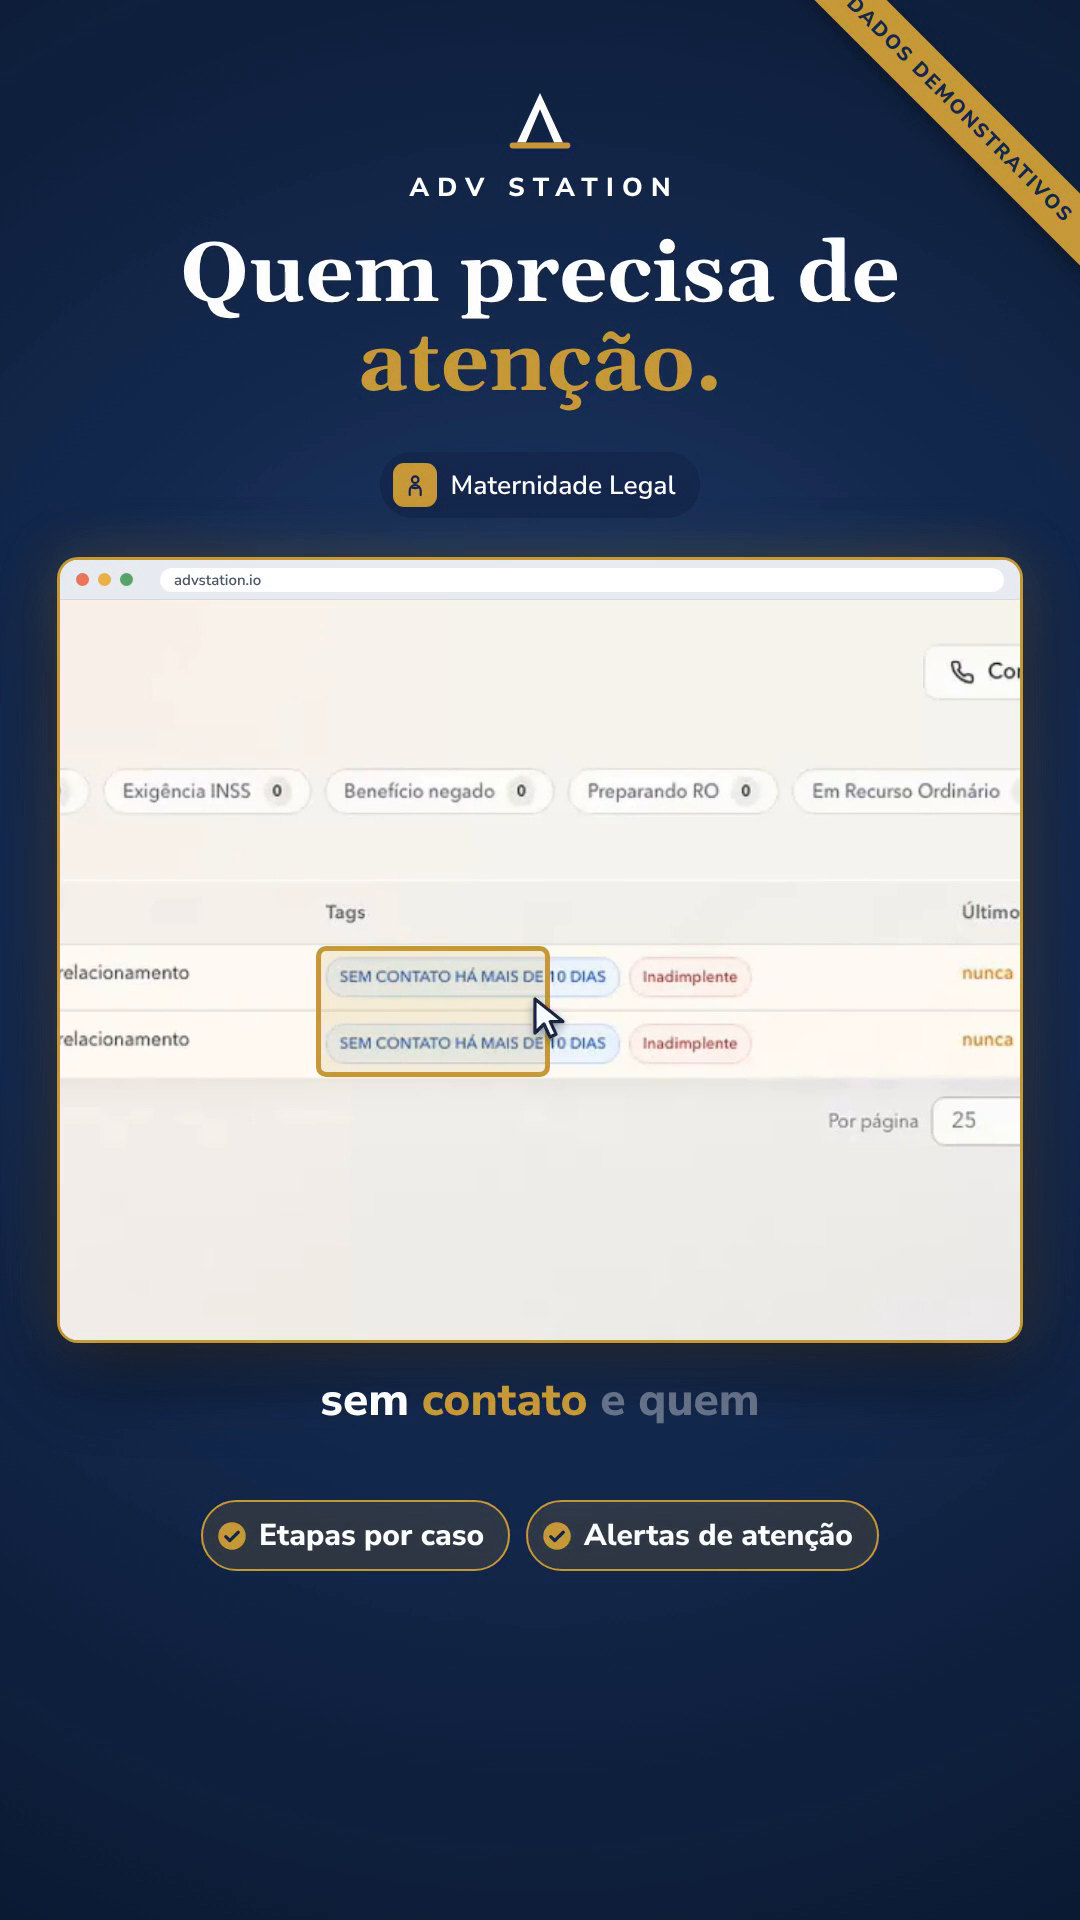 DADOS DEMONSTRATIVOS
ADV STATION
Quem precisa de
atenção.
Maternidade Legal
advstation.io
Exigência INSS 0
Benefício negado 0
Preparando RO 0
Em Recurso Ordinário
Tags
Último
relacionamento
SEM CONTATO HÁ MAIS DE 10 DIAS
Inadimplente
nunca
relacionamento
SEM CONTATO HÁ MAIS DE 10 DIAS
Inadimplente
nunca
Por página
25
sem contato e quem
Etapas por caso
Alertas de atenção